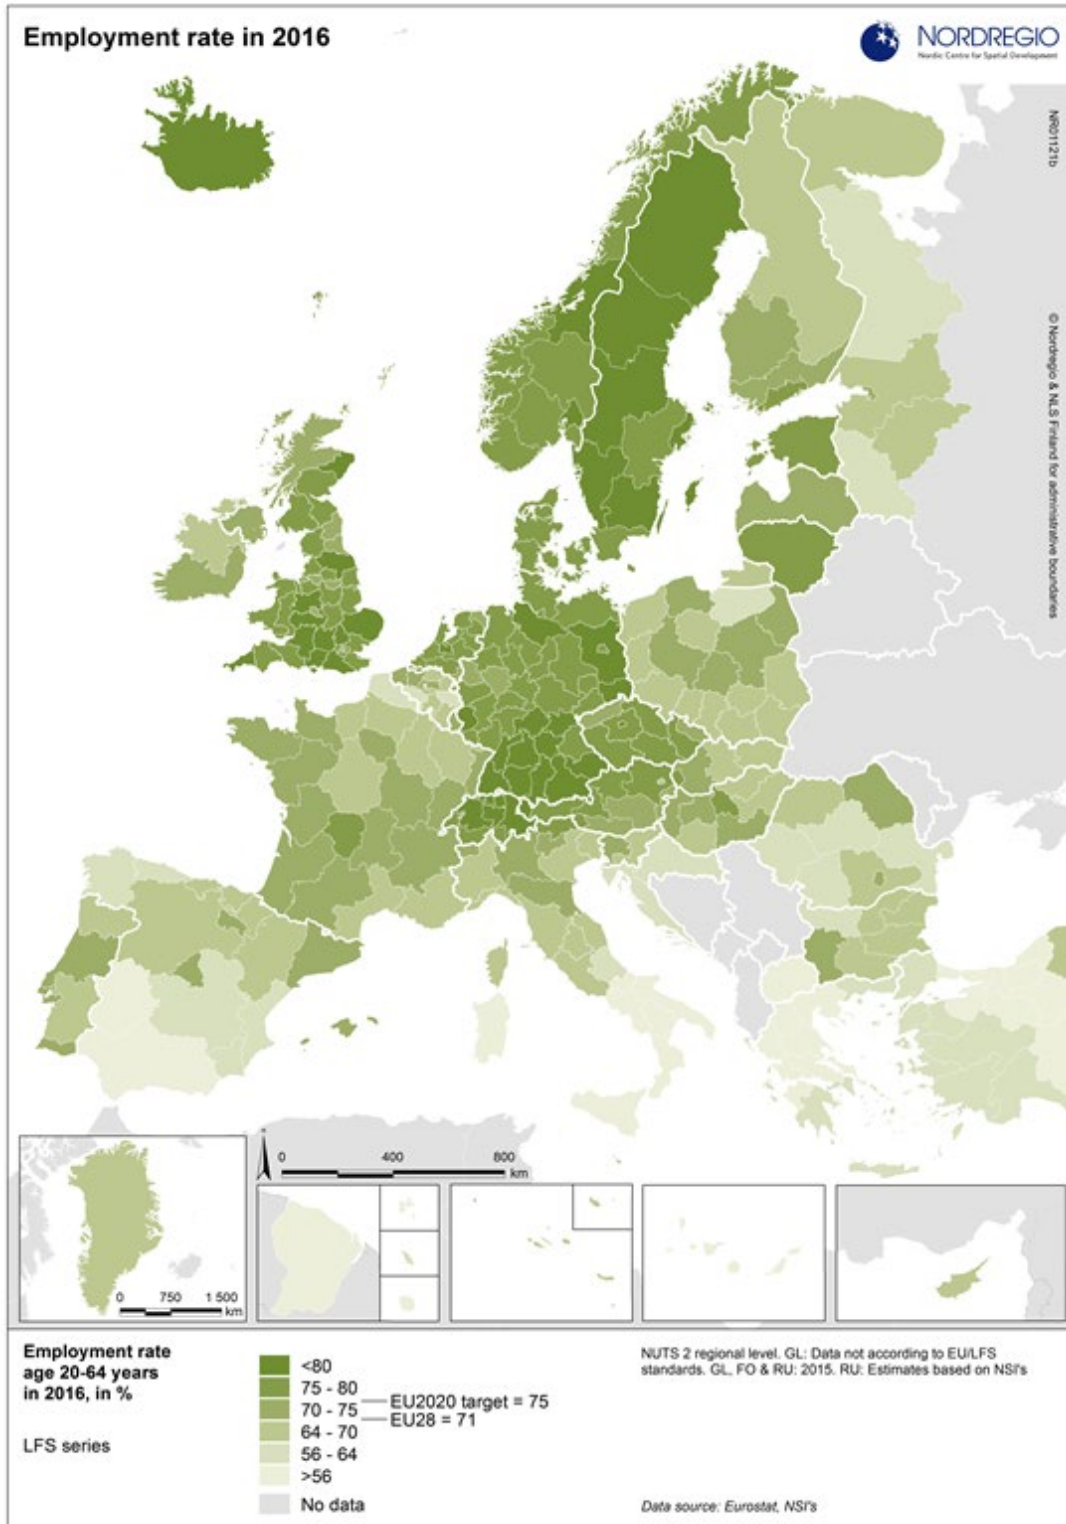 Employment rate in 2016
NORDREGIO
Nordic Centre for Spatial Development
NR01121b
© Nordregio & NLS Finland for administrative boundaries
0 400 800
km
0 750 1 500
km
Employment rate
age 20-64 years
in 2016, in %
LFS series
<80
75 - 80
70 - 75
64 - 70
56 - 64
>56
No data
EU2020 target = 75
EU28 = 71
NUTS 2 regional level. GL: Data not according to EU/LFS
standards. GL, FO & RU: 2015. RU: Estimates based on NSI's
Data source: Eurostat, NSI's